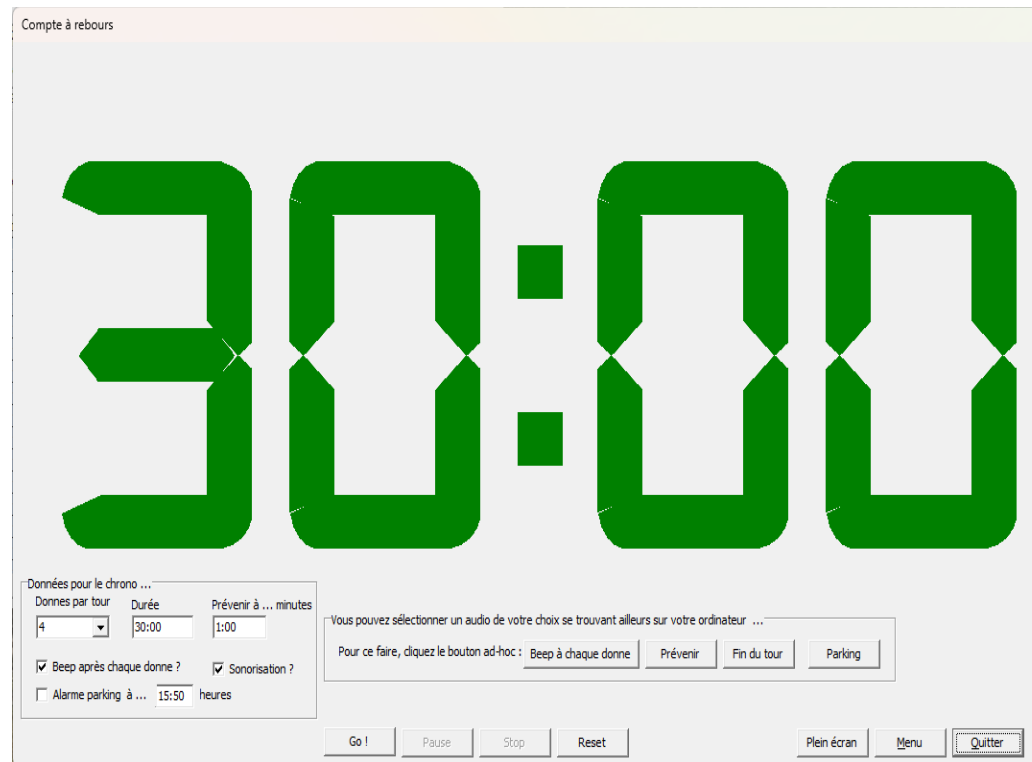 Compte à rebours
30:00
Données pour le chrono ...
Donnes par tour Durée Prévenir à ... minutes
4 30:00 1:00
Beep après chaque donne ? Sonorisation ?
Alarme parking à ... 15:50 heures
Vous pouvez sélectionner un audio de votre choix se trouvant ailleurs sur votre ordinateur ...
Pour ce faire, cliquez le bouton ad-hoc : Beep à chaque donne Prévenir Fin du tour Parking
Go ! Pause Stop Reset Plein écran Menu Quitter